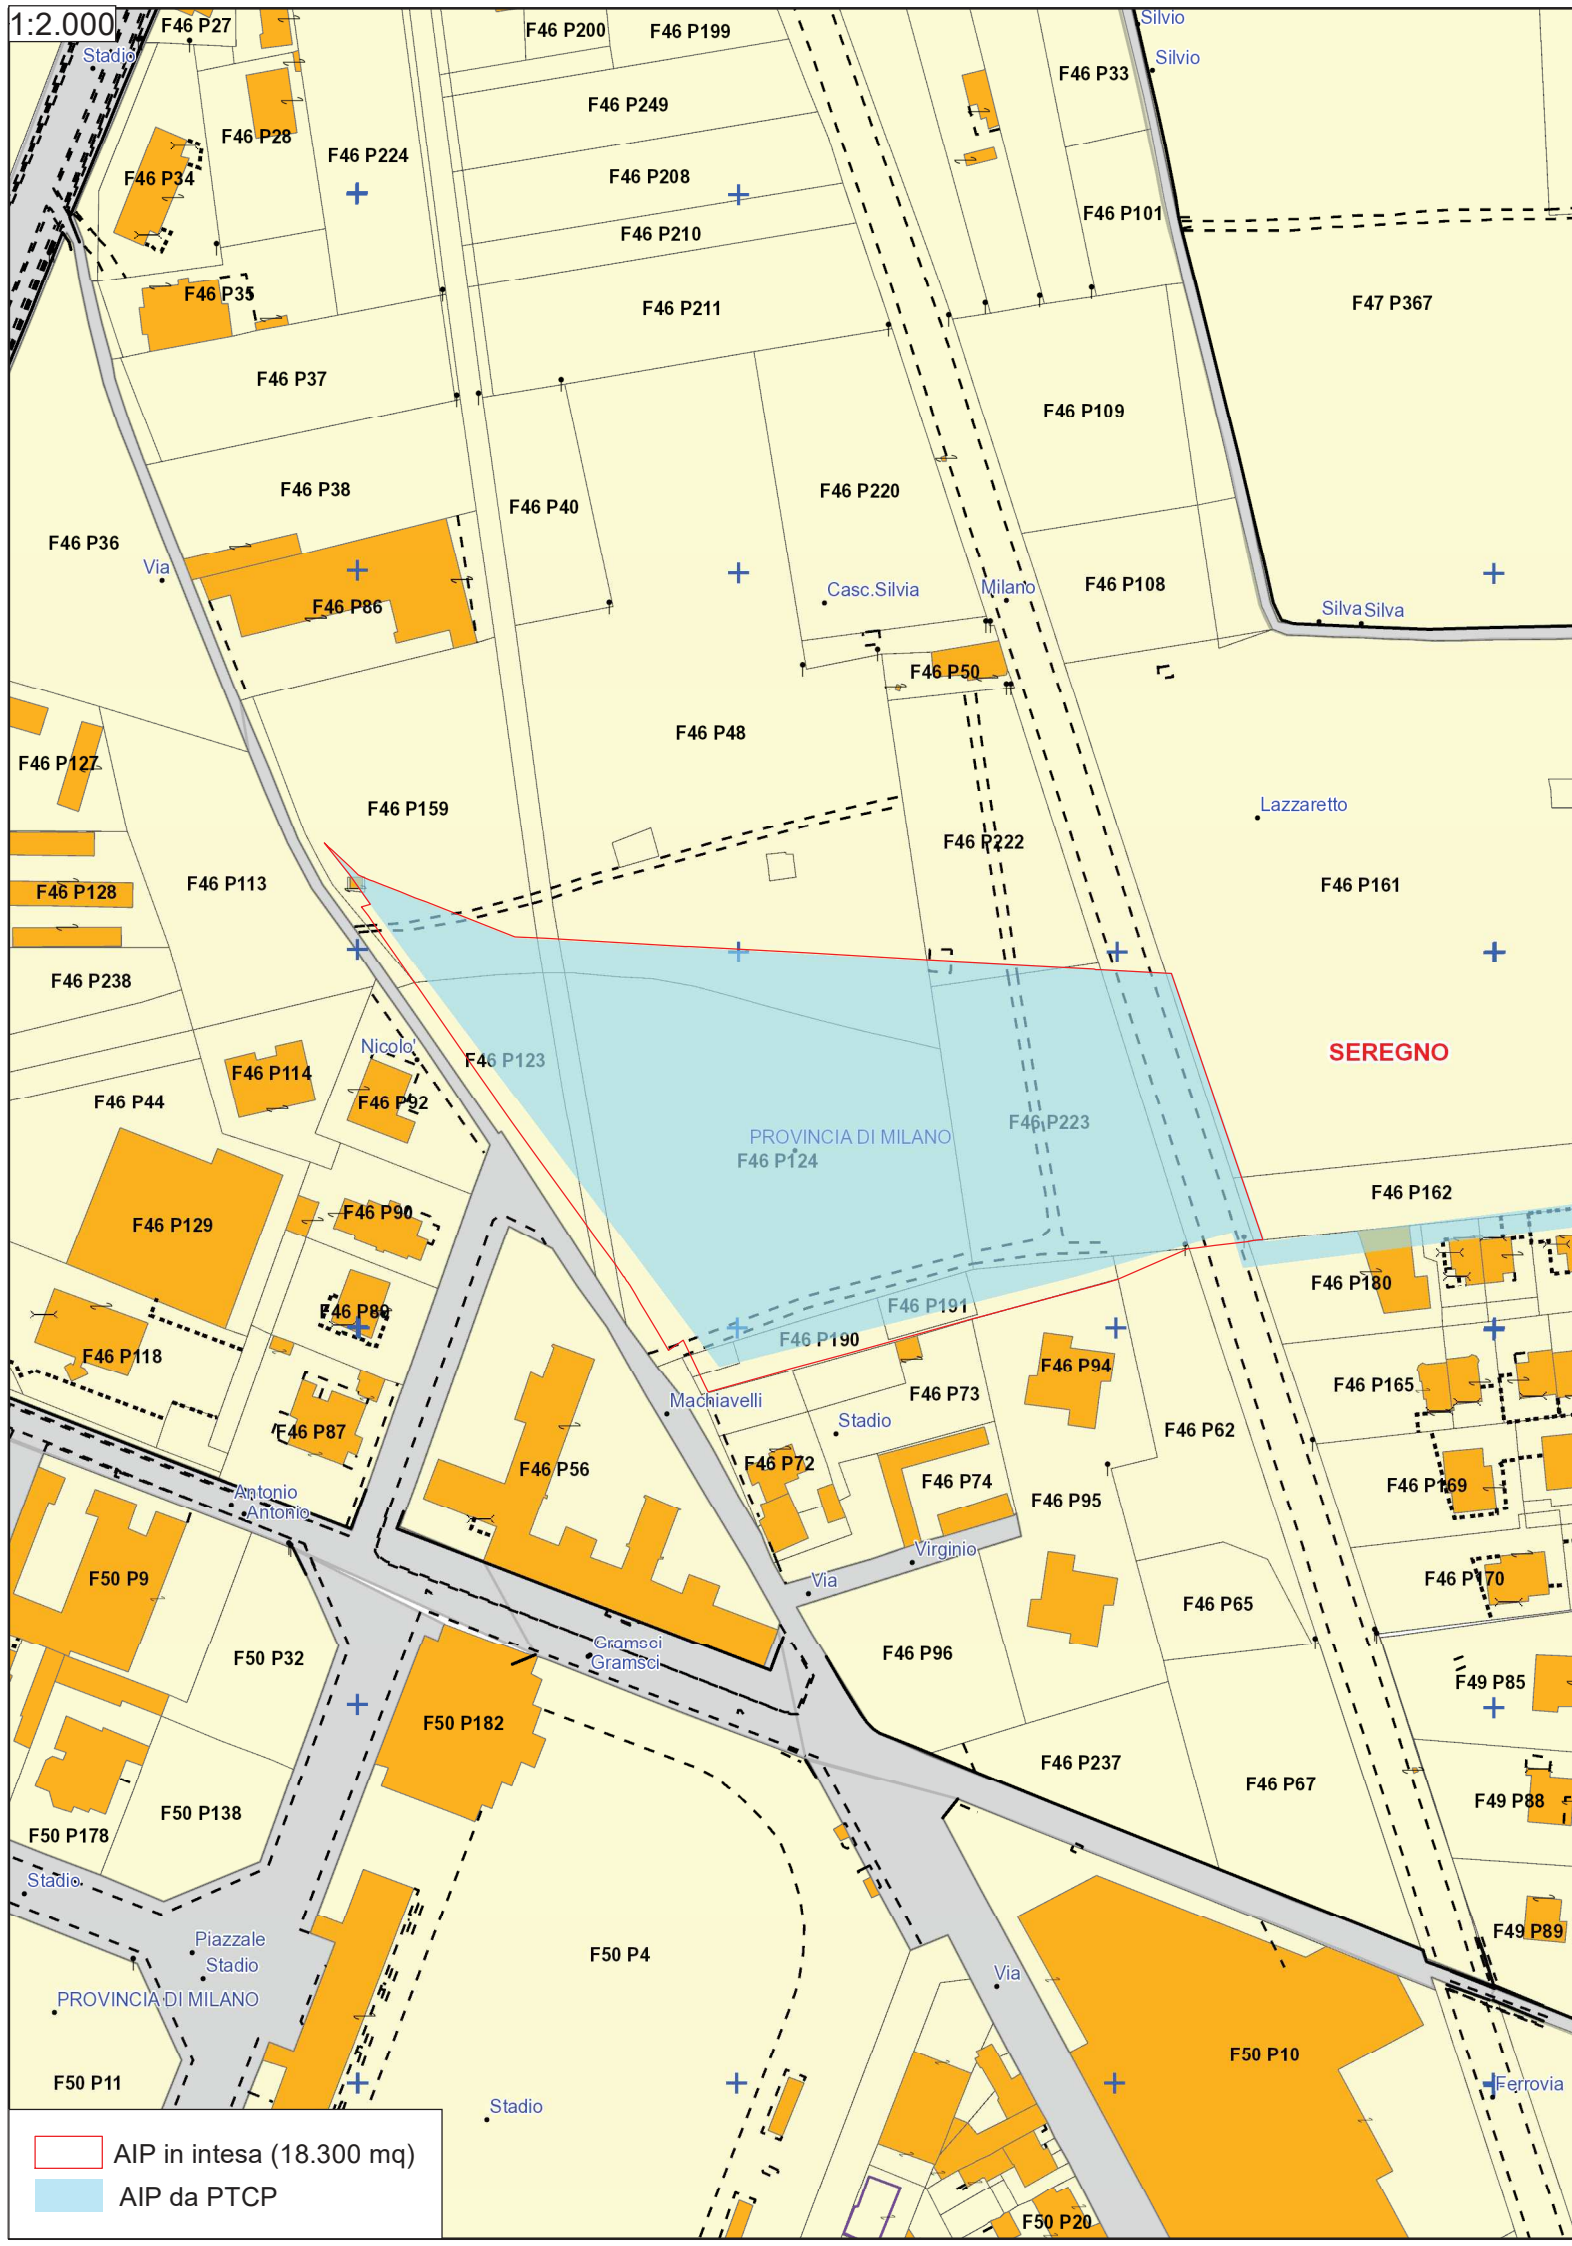 1:2.000
F46 P27
F46 P200
F46 P199
Silvio
Stadio
Silvio
F46 P33
F46 P249
F46 P28
F46 P224
F46 P34
F46 P208
F46 P101
F46 P210
F46 P35
F46 P211
F47 P367
F46 P37
F46 P109
F46 P38
F46 P40
F46 P220
F46 P36
Via
F46 P108
Casc.Silvia
Milano
F46 P86
Silva
Silva
F46 P50
F46 P48
F46 P127
F46 P159
Lazzaretto
F46 P222
F46 P113
F46 P128
F46 P161
F46 P238
Nicolo'
F46 P123
SEREGNO
F46 P114
F46 P44
F46 P92
F46 P223
PROVINCIA DI MILANO
F46 P124
F46 P162
F46 P129
F46 P90
F46 P180
F46 P89
F46 P191
F46 P190
F46 P118
F46 P94
F46 P165
F46 P73
Machiavelli
Stadio
F46 P87
F46 P62
F46 P72
F46 P56
F46 P74
F46 P169
Antonio
Antonio
F46 P95
Virginio
F50 P9
Via
F46 P170
F46 P65
Gramsci
Gramsci
F50 P32
F46 P96
F49 P85
F50 P182
F46 P237
F46 P67
F50 P138
F49 P88
F50 P178
Stadio
F49 P89
Piazzale
Stadio
F50 P4
Via
PROVINCIA DI MILANO
F50 P10
F50 P11
Ferrovia
Stadio
AIP in intesa (18.300 mq)
AIP da PTCP
F50 P20